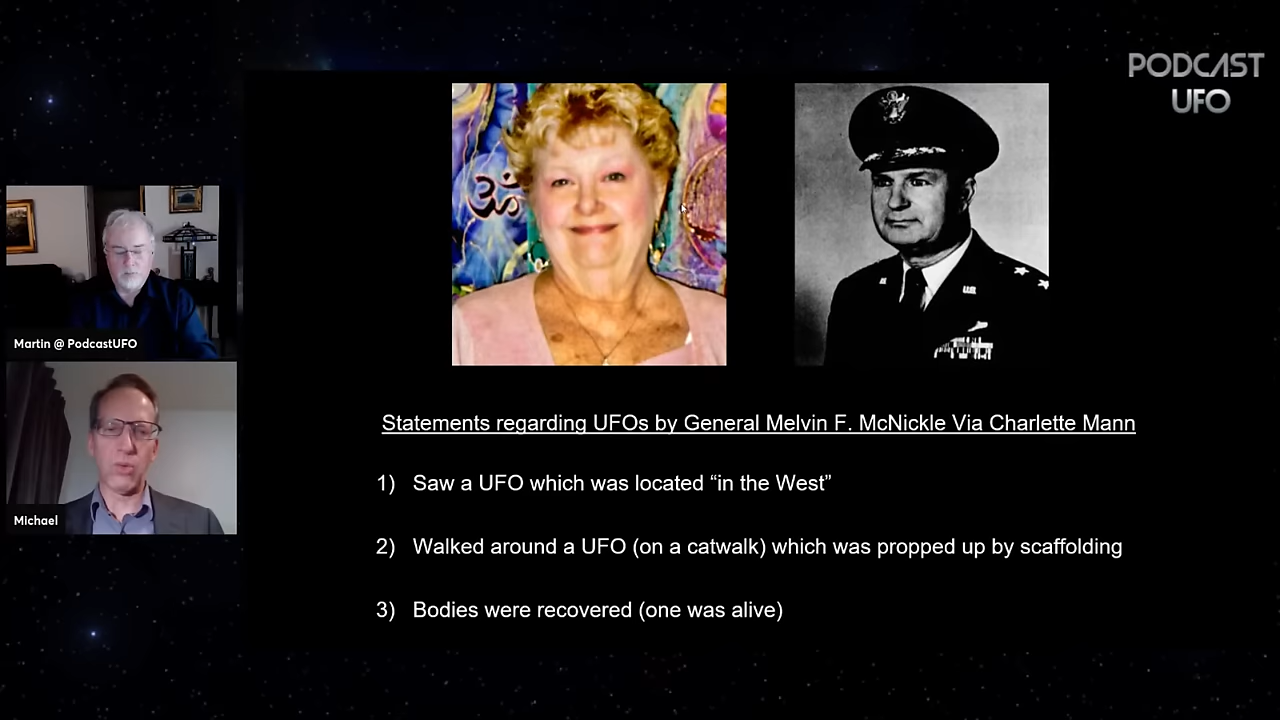 PODCAST
UFO
Martin @ PodcastUFO
Michael
ॐ
Statements regarding UFOs by General Melvin F. McNickle Via Charlette Mann
1) Saw a UFO which was located “in the West”
2) Walked around a UFO (on a catwalk) which was propped up by scaffolding
3) Bodies were recovered (one was alive)